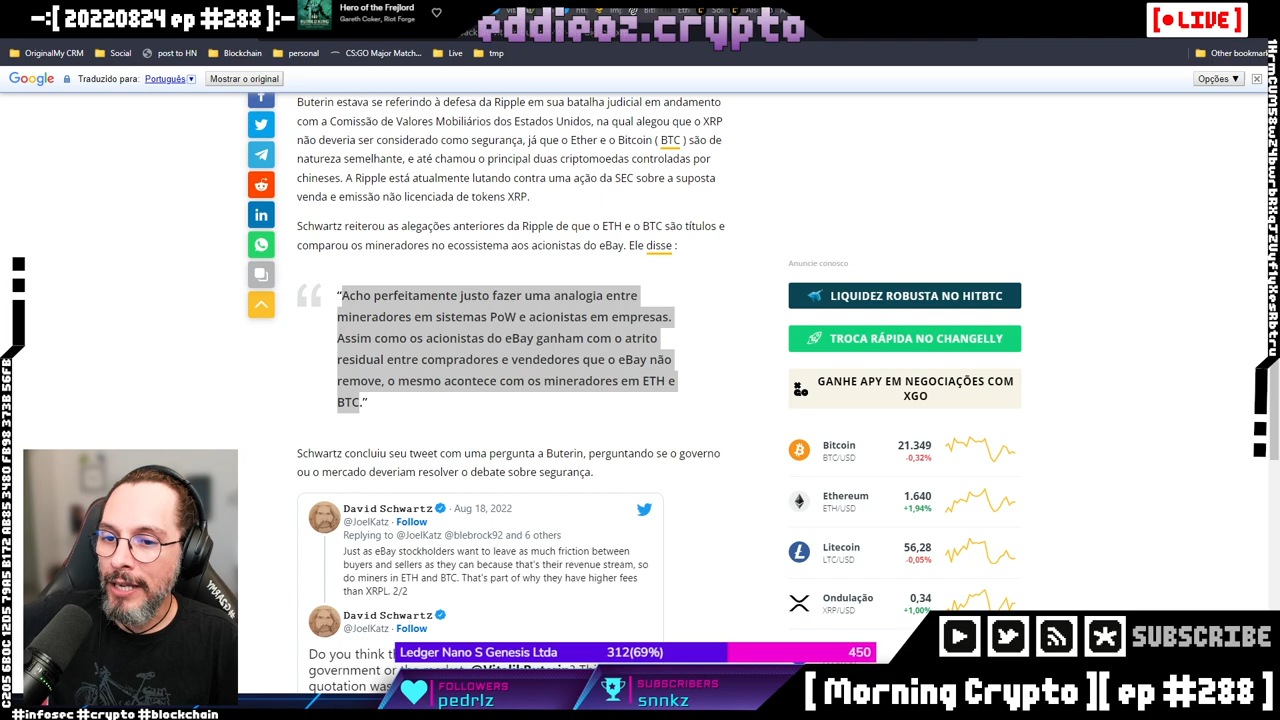 —:[ 20220824 ep #288 ]:—
Hero of the Frejlord
Gareth Coker, Riot Forge
eddieoz.crypto
[● LIVE]
OriginalMy CRM
Social
post to HN
Blockchain
personal
CS:GO Major Match...
Live
tmp
Other bookmark
Google
Traduzido para:
Português
Mostrar o original
Opções ▼
Buterin estava se referindo à defesa da Ripple em sua batalha judicial em andamento
com a Comissão de Valores Mobiliários dos Estados Unidos, na qual alegou que o XRP
não deveria ser considerado como segurança, já que o Ether e o Bitcoin ( BTC ) são de
natureza semelhante, e até chamou o principal duas criptomoedas controladas por
chineses. A Ripple está atualmente lutando contra uma ação da SEC sobre a suposta
venda e emissão não licenciada de tokens XRP.
Schwartz reiterou as alegações anteriores da Ripple de que o ETH e o BTC são títulos e
comparou os mineradores no ecossistema aos acionistas do eBay. Ele disse :
“Acho perfeitamente justo fazer uma analogia entre
mineradores em sistemas PoW e acionistas em empresas.
Assim como os acionistas do eBay ganham com o atrito
residual entre compradores e vendedores que o eBay não
remove, o mesmo acontece com os mineradores em ETH e
BTC.”
Schwartz concluiu seu tweet com uma pergunta a Buterin, perguntando se o governo
ou o mercado deveriam resolver o debate sobre segurança.
David Schwartz · Aug 18, 2022
@JoelKatz · Follow
Replying to @JoelKatz @blebrock92 and 6 others
Just as eBay stockholders want to leave as much friction between
buyers and sellers as they can because that's their revenue stream, so
do miners in ETH and BTC. That's part of why they have higher fees
than XRPL. 2/2
David Schwartz
@JoelKatz · Follow
Do you think
government or
quotation was
Anuncie conosco
LIQUIDEZ ROBUSTA NO HITBTC
TROCA RÁPIDA NO CHANGELLY
GANHE APY EM NEGOCIAÇÕES COM
XGO
Bitcoin 21.349
BTC/USD -0,32%
Ethereum 1.640
ETH/USD +1,94%
Litecoin 56,28
LTC/USD -0,05%
Ondulação 0,34
XRP/USD +1,00%
Ledger Nano S Genesis Ltda 312(69%) 450
FOLLOWERS
pedrlz
SUBSCRIBERS
snnkz
SUBSCRIBE
[ Morning Crypto ][ ep #288 ]
#infosec #crypto #blockchain